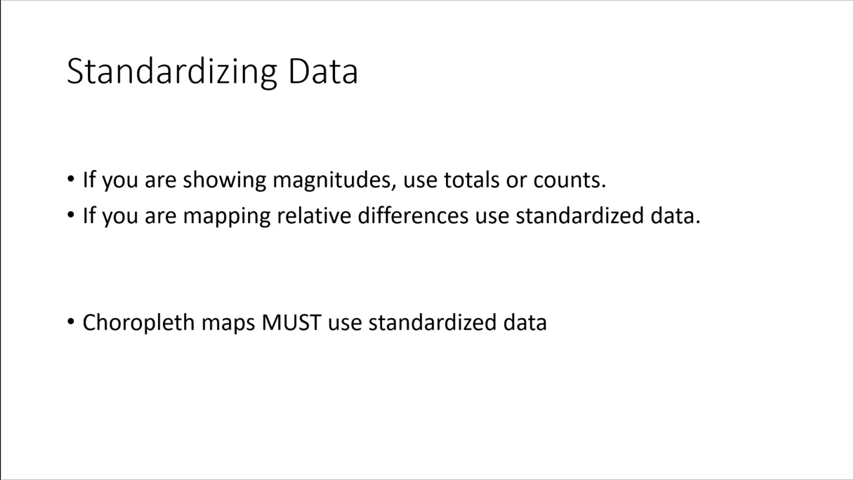 Standardizing Data
• If you are showing magnitudes, use totals or counts.
• If you are mapping relative differences use standardized data.
• Choropleth maps MUST use standardized data